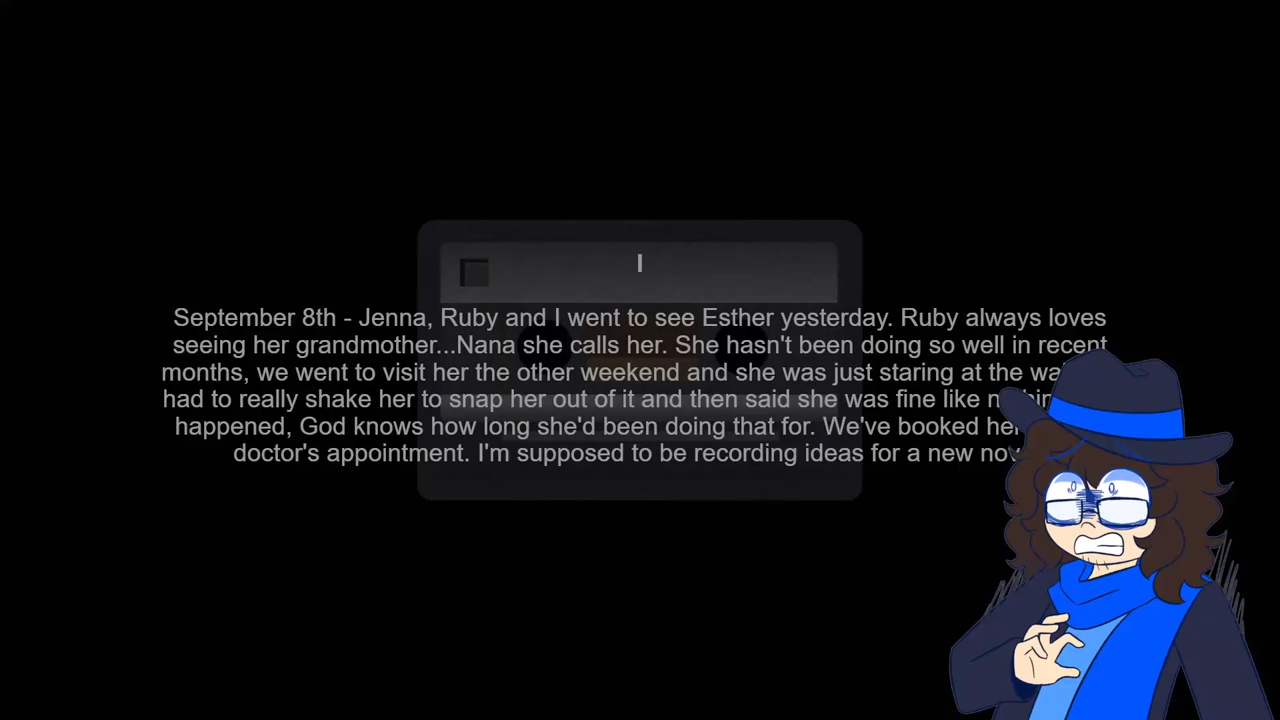 I
September 8th - Jenna, Ruby and I went to see Esther yesterday. Ruby always loves
seeing her grandmother...Nana she calls her. She hasn't been doing so well in recent
months, we went to visit her the other weekend and she was just staring at the
had to really shake her to snap her out of it and then said she was fine like
happened, God knows how long she'd been doing that for. We've booked
doctor's appointment. I'm supposed to be recording ideas for a new